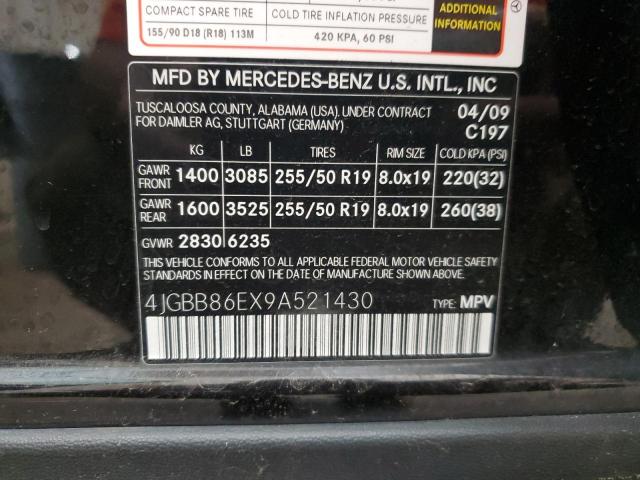 COMPACT SPARE TIRE COLD TIRE INFLATION PRESSURE
155/90 D18 (R18) 113M 420 KPA, 60 PSI
ADDITIONAL
INFORMATION
MFD BY MERCEDES-BENZ U.S. INTL., INC
TUSCALOOSA COUNTY, ALABAMA (USA). UNDER CONTRACT 04/09
FOR DAIMLER AG, STUTTGART (GERMANY) C197
KG LB TIRES RIM SIZE COLD KPA (PSI)
GAWR FRONT 1400 3085 255/50 R19 8.0x19 220(32)
GAWR REAR 1600 3525 255/50 R19 8.0x19 260(38)
GVWR 2830 6235
THIS VEHICLE CONFORMS TO ALL APPLICABLE FEDERAL MOTOR VEHICLE SAFETY
STANDARDS IN EFFECT ON THE DATE OF MANUFACTURE SHOWN ABOVE.
4JGBB86EX9A521430 TYPE: MPV